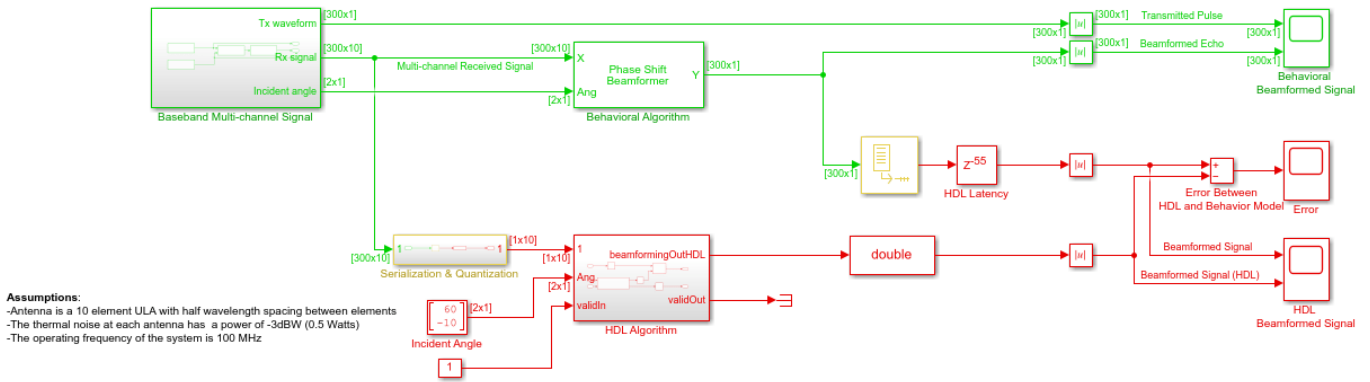 [300x1]
[300x1]
Transmitted Pulse
Tx waveform
[300x1]
[300x1]
|u|
[300x10]
[300x10]
[300x1]
Beamformed Echo
Rx signal
Multi-channel Received Signal
X
Phase Shift
Beamformer
Y
[300x1]
|u|
[300x1]
[300x1]
[2x1]
Incident angle
Ang
[2x1]
Baseband Multi-channel Signal
Behavioral Algorithm
Behavioral
Beamformed Signal
[300x1]
Z-55
HDL Latency
|u|
+
−
Error Between
HDL and Behavior Model
Error
[300x10]
1
1
[1x10]
[1x10]
Serialization & Quantization
1
beamformingOutHDL
double
|u|
Beamformed Signal
Beamformed Signal (HDL)
Ang
[2x1]
validIn
validOut
HDL Algorithm
HDL
Beamformed Signal
60
-10
[2x1]
Incident Angle
1
Assumptions:
-Antenna is a 10 element ULA with half wavelength spacing between elements
-The thermal noise at each antenna has a power of -3dBW (0.5 Watts)
-The operating frequency of the system is 100 MHz